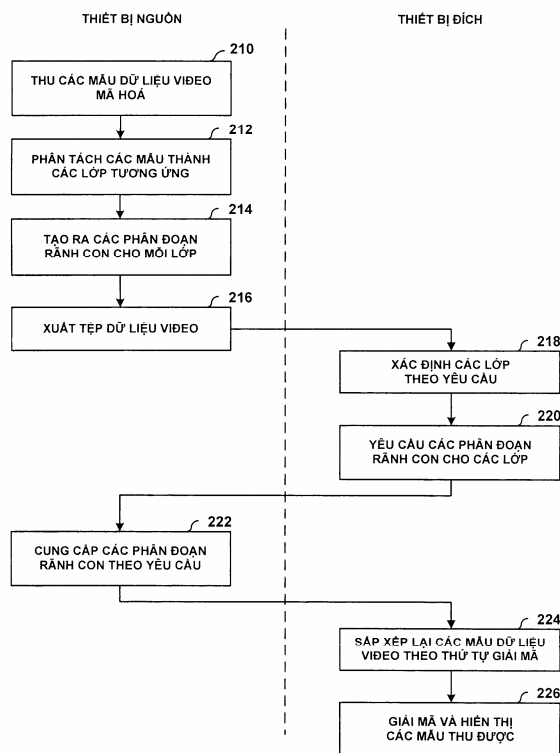 THIẾT BỊ NGUỒN
THIẾT BỊ ĐÍCH
210
THU CÁC MẪU DỮ LIỆU VIĐEO
MÃ HOÁ
212
PHÂN TÁCH CÁC MẪU THÀNH
CÁC LỚP TƯƠNG ỨNG
214
TẠO RA CÁC PHÂN ĐOẠN
RÃNH CON CHO MỖI LỚP
216
XUẤT TỆP DỮ LIỆU VIĐEO
218
XÁC ĐỊNH CÁC LỚP
THEO YÊU CẦU
220
YÊU CẦU CÁC PHÂN ĐOẠN
RÃNH CON CHO CÁC LỚP
222
CUNG CẤP CÁC PHÂN ĐOẠN
RÃNH CON THEO YÊU CẦU
224
SẮP XẾP LẠI CÁC MẪU DỮ LIỆU
VIĐEO THEO THỨ TỰ GIẢI MÃ
226
GIẢI MÃ VÀ HIỂN THỊ
CÁC MẪU THU ĐƯỢC